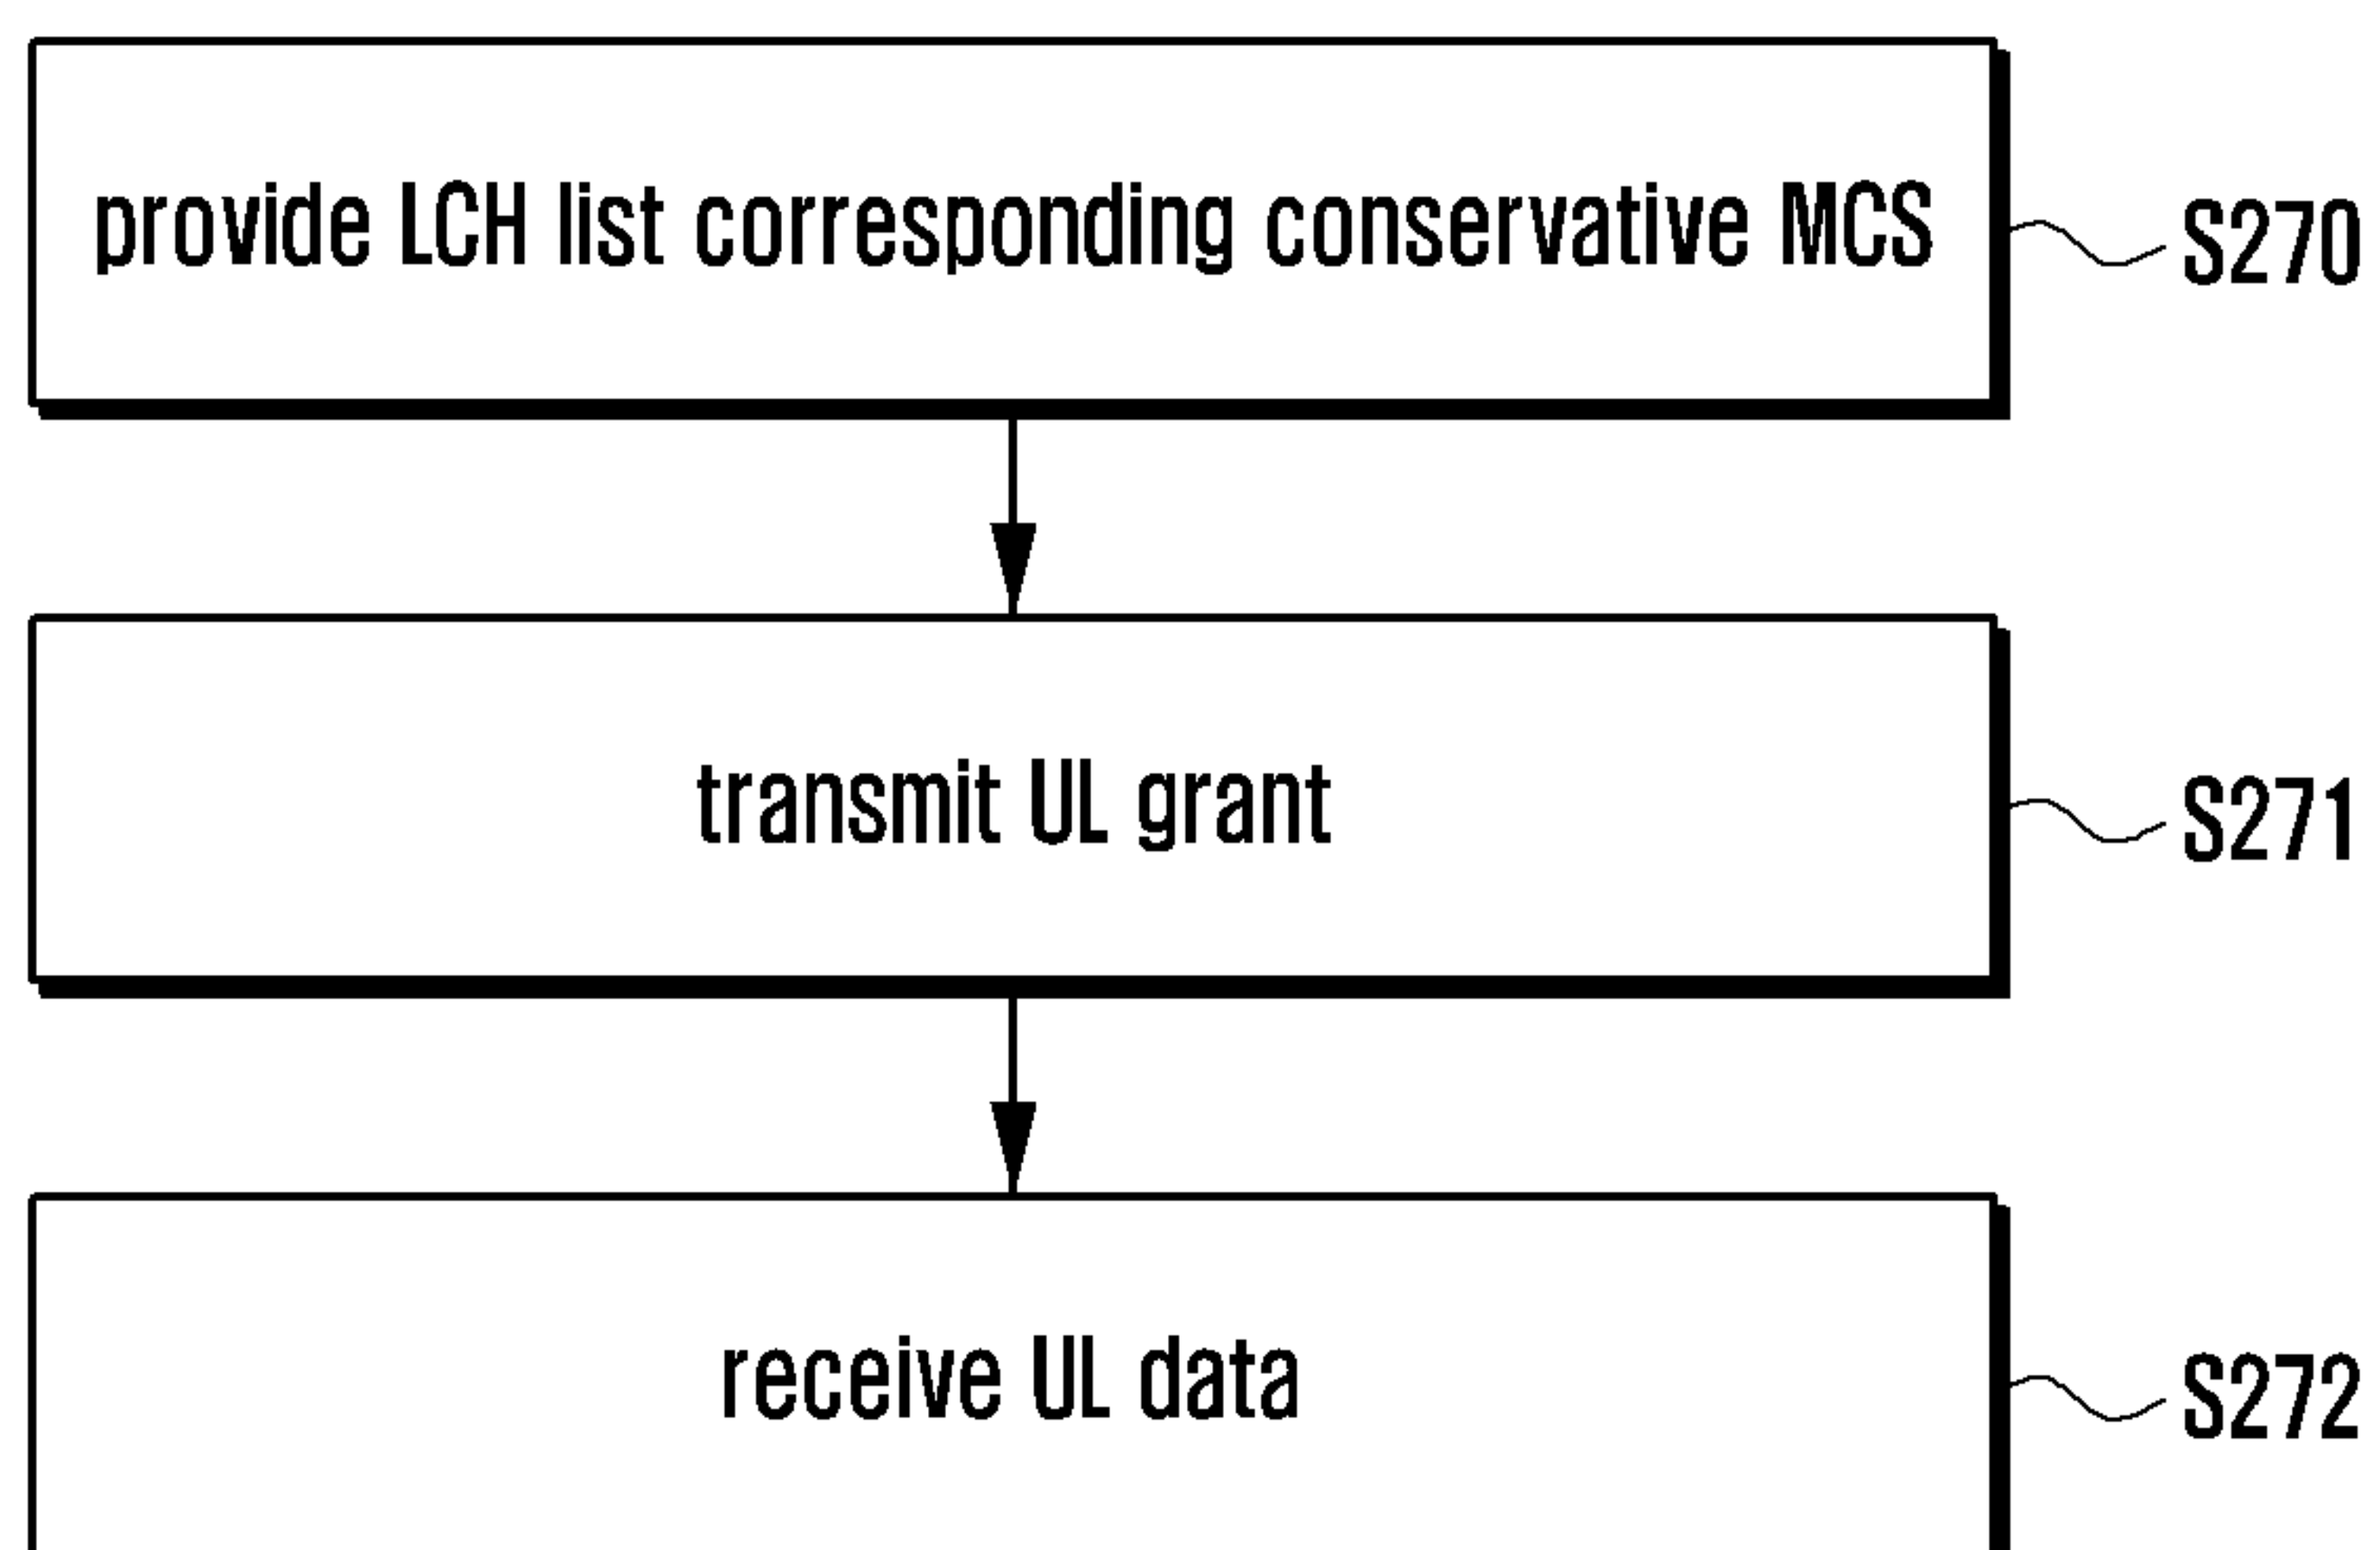 provide LCH list corresponding conservative MCS
S270
transmit UL grant
S271
receive UL data
S272